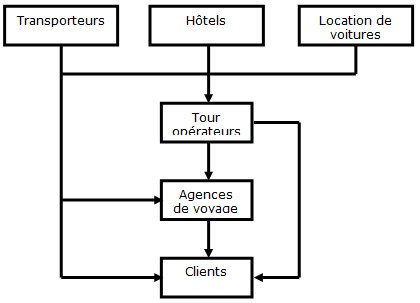 Transporteurs
Hôtels
Location de
voitures
Tour
opérateurs
Agences
de voyage
Clients